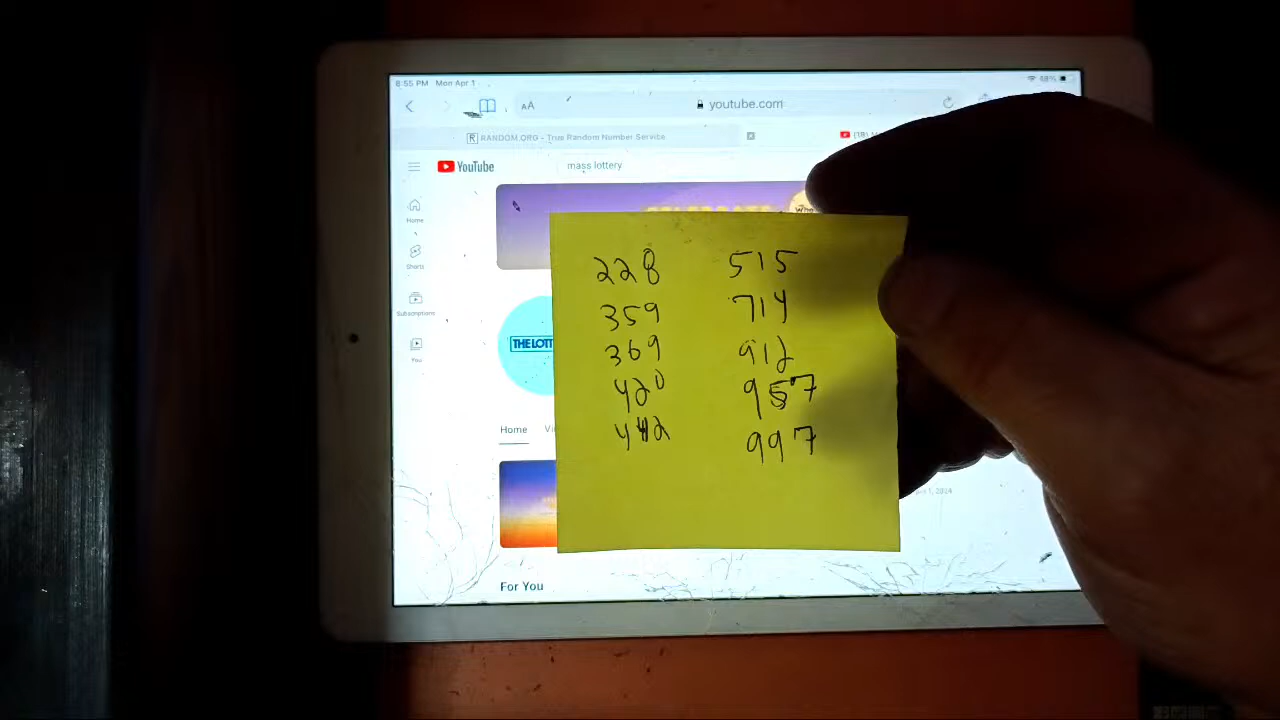 8:55 PM Mon Apr 1
AA youtube.com
RANDOM.ORG - True Random Number Service
YouTube mass lottery
Home
Shorts
Subscriptions
You
THE LOTT
228 515
359 714
369 912
420 957
442 997
Home
For You